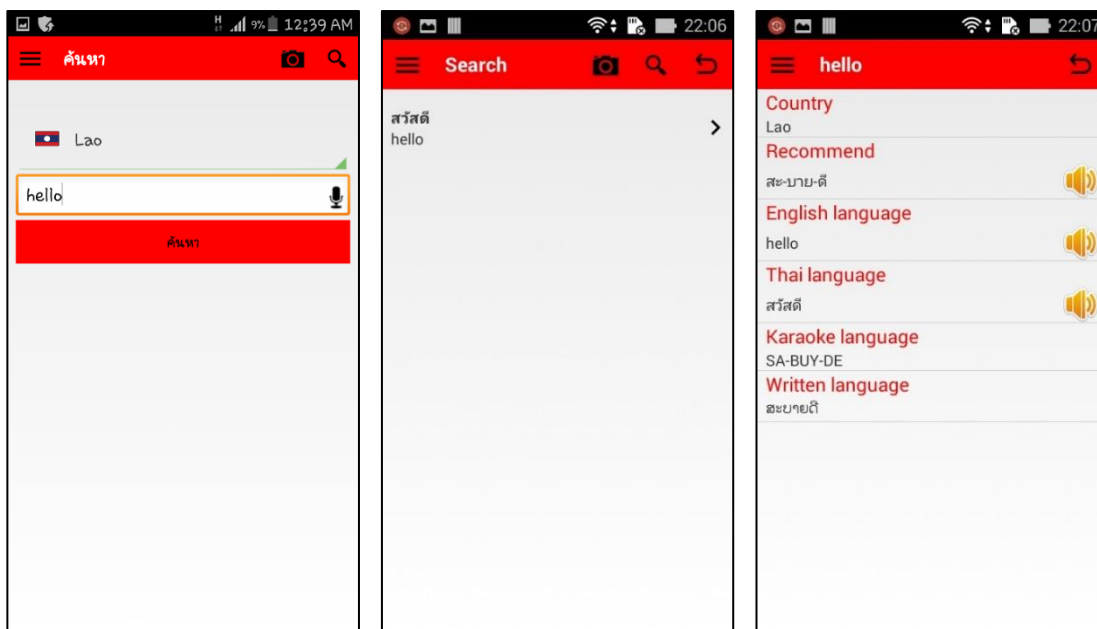 9% 12:39 AM
ค้นหา
Lao
hello
ค้นหา
22:06
Search
สวัสดี
hello
22:07
hello
Country
Lao
Recommend
สะ-บาย-ดี
English language
hello
Thai language
สวัสดี
Karaoke language
SA-BUY-DE
Written language
ສະບາຍດີ